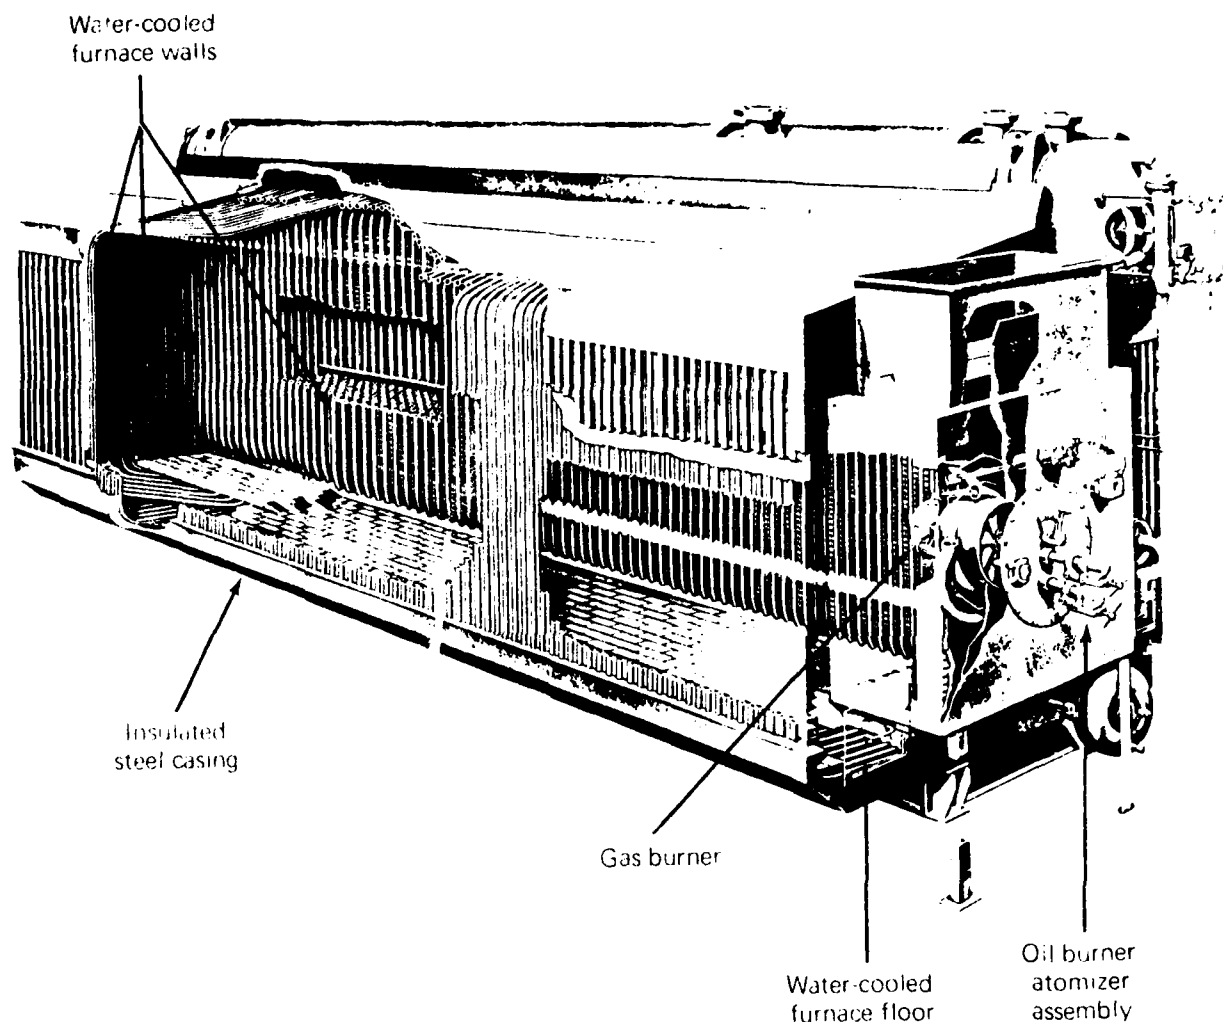 Water-cooled
furnace walls
Insulated
steel casing
Gas burner
Water-cooled
furnace floor
Oil burner
atomizer
assembly